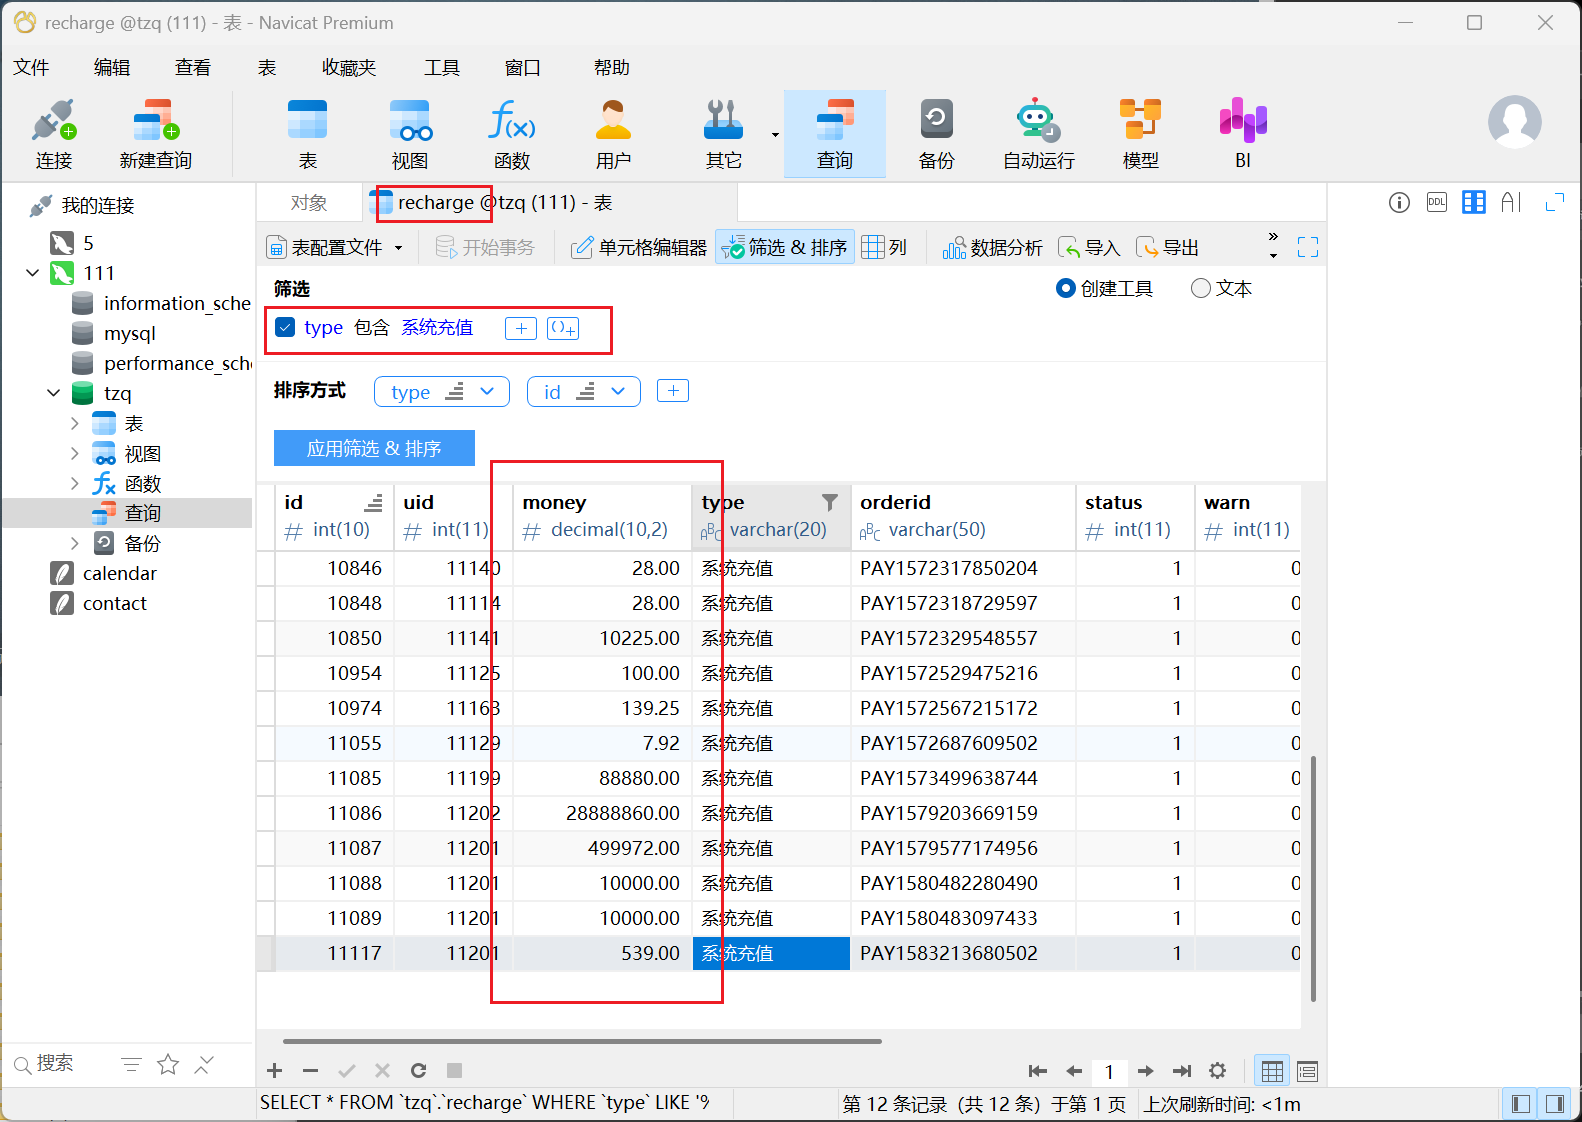 recharge @tzq (111) - 表 - Navicat Premium
文件 编辑 查看 表 收藏夹 工具 窗口 帮助
连接 新建查询 表 视图 函数 用户 其它 查询 备份 自动运行 模型 BI
我的连接
5
111
information_sche
mysql
performance_sch
tzq
表
视图
函数
查询
备份
calendar
contact
搜索
对象 recharge @tzq (111) - 表
表配置文件 开始事务 单元格编辑器 筛选 & 排序 列 数据分析 导入 导出
筛选 创建工具 文本
type 包含 系统充值
排序方式 type id
应用筛选 & 排序
id uid money type orderid status warn
# int(10) # int(11) # decimal(10,2) ABC varchar(20) ABC varchar(50) # int(11) # int(11)
10846 11140 28.00 系统充值 PAY1572317850204 1 0
10848 11114 28.00 系统充值 PAY1572318729597 1 0
10850 11141 10225.00 系统充值 PAY1572329548557 1 0
10954 11125 100.00 系统充值 PAY1572529475216 1 0
10974 11163 139.25 系统充值 PAY1572567215172 1 0
11055 11129 7.92 系统充值 PAY1572687609502 1 0
11085 11199 88880.00 系统充值 PAY1573499638744 1 0
11086 11202 28888860.00 系统充值 PAY1579203669159 1 0
11087 11201 499972.00 系统充值 PAY1579577174956 1 0
11088 11201 10000.00 系统充值 PAY1580482280490 1 0
11089 11201 10000.00 系统充值 PAY1580483097433 1 0
11117 11201 539.00 系统充值 PAY1583213680502 1 0
1
SELECT * FROM `tzq`.`recharge` WHERE `type` LIKE '% 第 12 条记录（共 12 条）于第 1 页 上次刷新时间: <1m
DDL